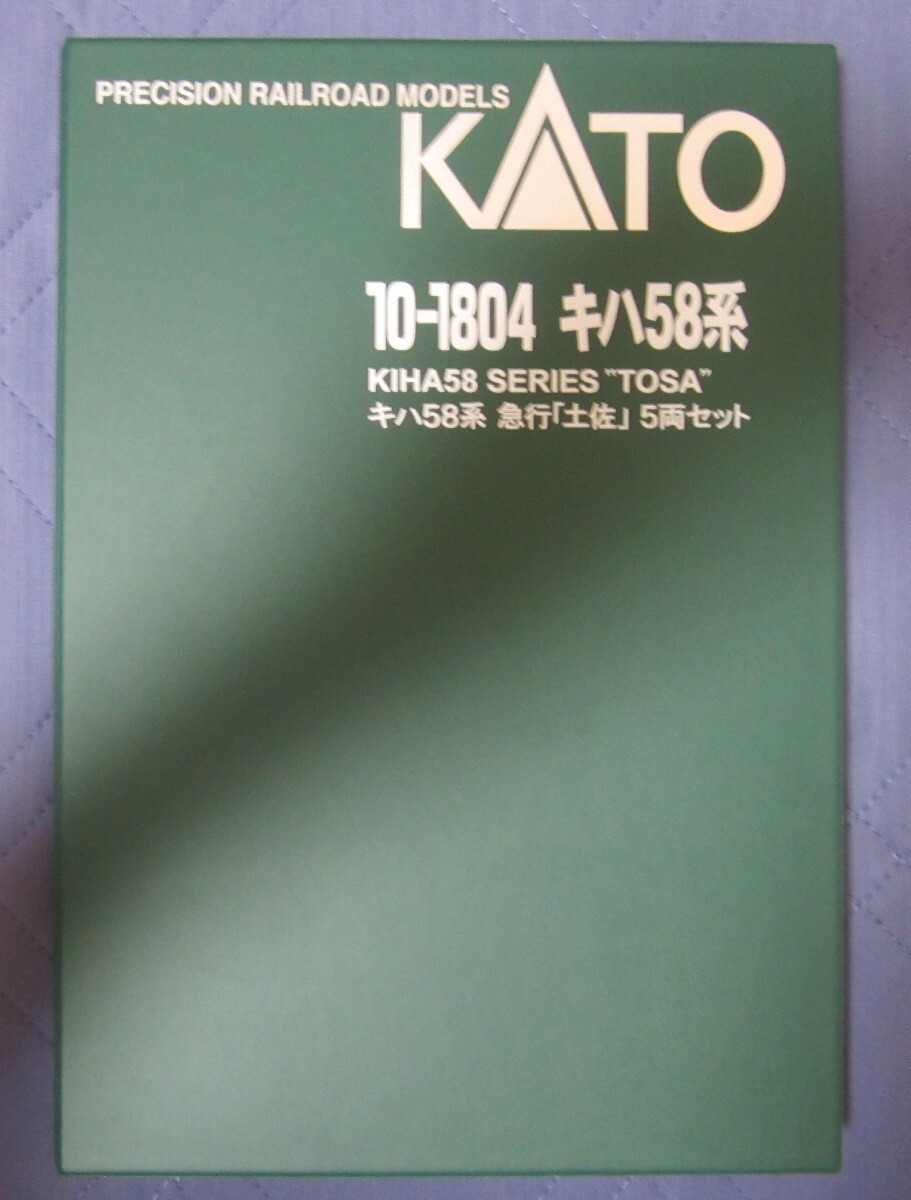 PRECISION RAILROAD MODELS
KATO
10-1804 キハ58系
KIHA58 SERIES "TOSA"
キハ58系 急行「土佐」 5両セット